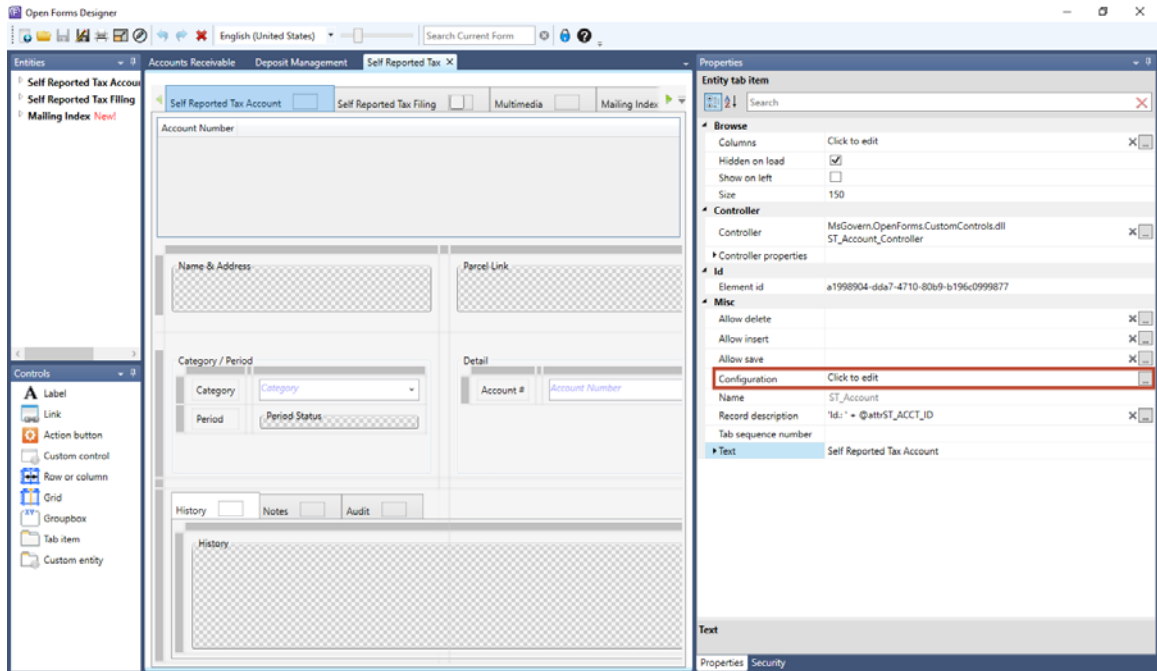 Open Forms Designer
English (United States)
Search Current Form
Entities
Self Reported Tax Accou
Self Reported Tax Filing
Mailing Index New!
Controls
Label
Link
Action button
Custom control
Row or column
Grid
Groupbox
Tab item
Custom entity
Accounts Receivable Deposit Management Self Reported Tax X
Self Reported Tax Account Self Reported Tax Filing Multimedia Mailing Index
Account Number
Name & Address Parcel Link
Category / Period Detail
Category Category Account # Account Number
Period Period Status
History Notes Audit
History
Properties
Entity tab item
Search
Browse
Columns Click to edit
Hidden on load
Show on left
Size 150
Controller
Controller MsGovern.OpenForms.CustomControls.dll
ST_Account_Controller
Controller properties
Id
Element id a1998904-dda7-4710-80b9-b196c0999877
Misc
Allow delete
Allow insert
Allow save
Configuration Click to edit
Name ST_Account
Record description 'Id.: ' + @attrST_ACCT_ID
Tab sequence number
Text Self Reported Tax Account
Text
Properties Security